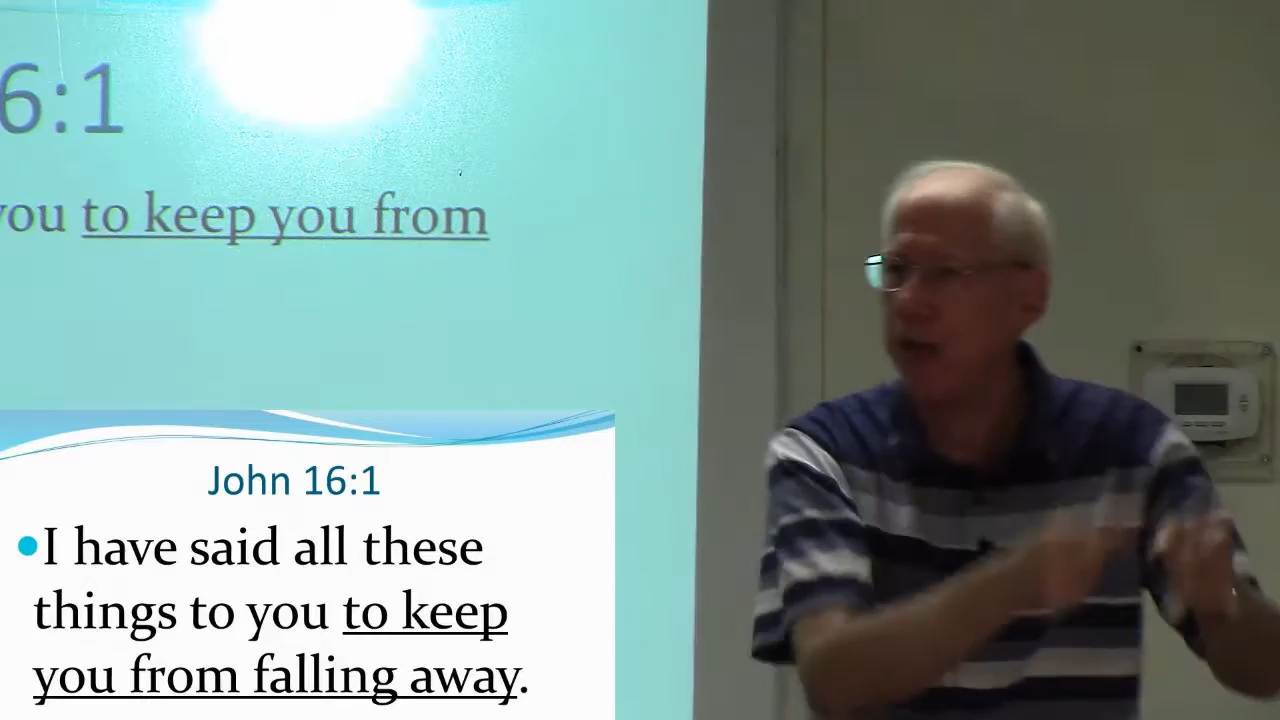 6:1
you to keep you from
John 16:1
•I have said all these
things to you to keep
you from falling away.